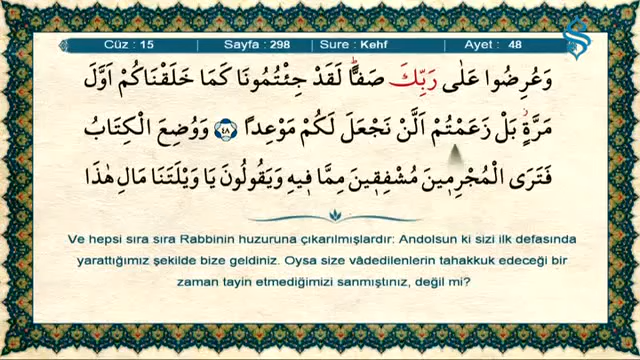 Cüz : 15 Sayfa : 298 Sure : Kehf Ayet : 48
وَعُرِضُوا عَلٰى رَبِّكَ صَفًّاۜ لَقَدْ جِئْتُمُونَا كَمَا خَلَقْنَاكُمْ اَوَّلَ
مَرَّةٍۘ بَلْ زَعَمْتُمْ اَلَّنْ نَجْعَلَ لَكُمْ مَوْعِدًا ﴿٤٨﴾ وَوُضِعَ الْكِتَابُ
فَتَرَى الْمُجْرِمٖينَ مُشْفِقٖينَ مِمَّا فٖيهِ وَيَقُولُونَ يَا وَيْلَتَنَا مَالِ هٰذَا
Ve hepsi sıra sıra Rabbinin huzuruna çıkarılmışlardır: Andolsun ki sizi ilk defasında
yarattığımız şekilde bize geldiniz. Oysa size vâdedilenlerin tahakkuk edeceği bir
zaman tayin etmediğimizi sanmıştınız, değil mi?